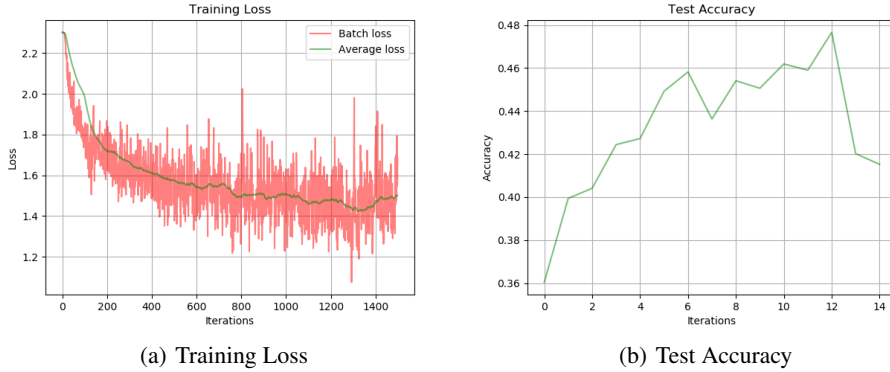 Training Loss
Batch loss
Average loss
2.2
2.0
1.8
1.6
1.4
1.2
Loss
0 200 400 600 800 1000 1200 1400
Iterations
(a) Training Loss
Test Accuracy
0.48
0.46
0.44
0.42
0.40
0.38
0.36
Accuracy
0 2 4 6 8 10 12 14
Iterations
(b) Test Accuracy